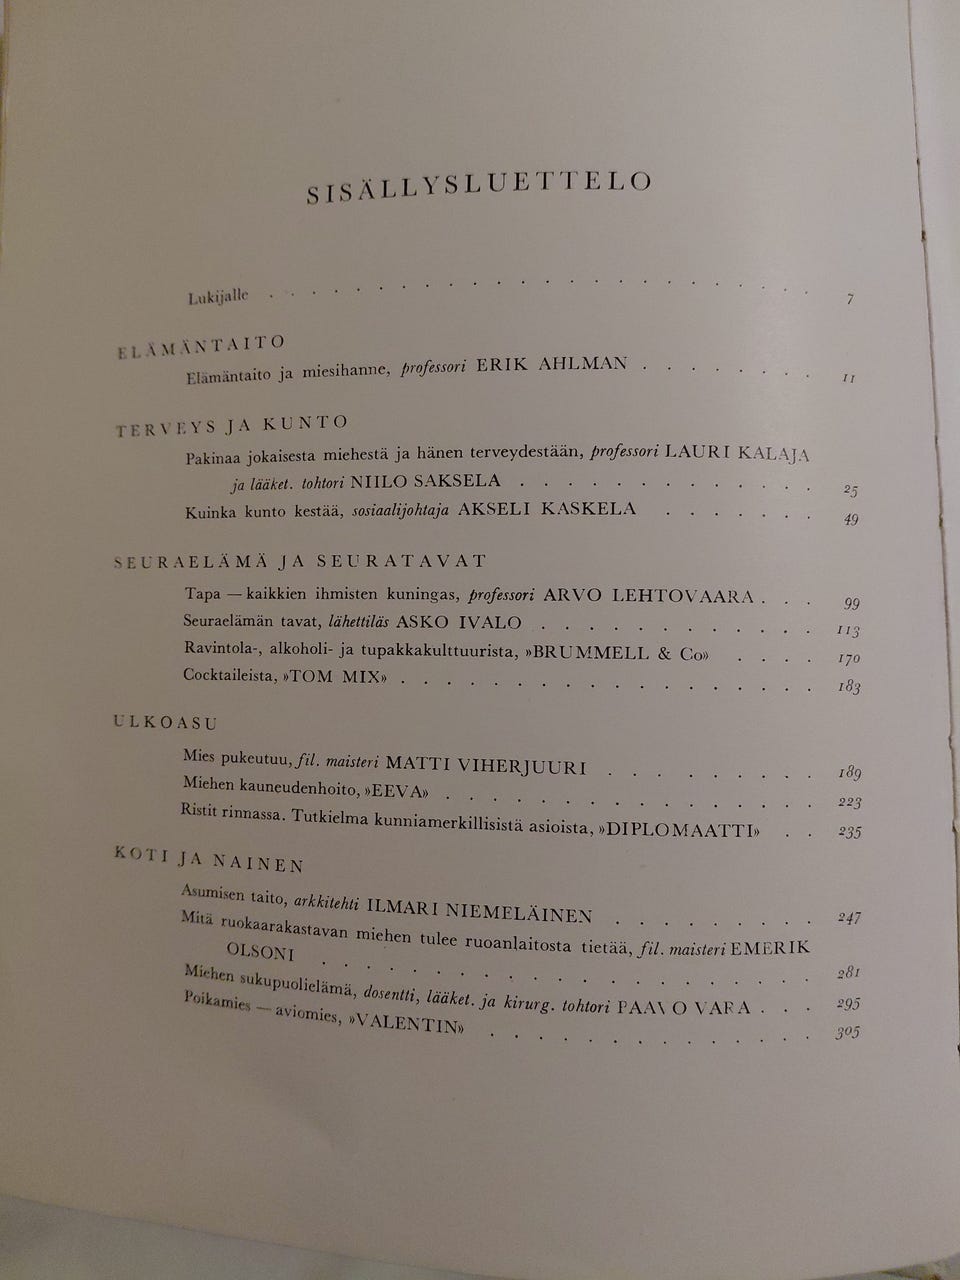 SISÄLLYSLUETTELO
Lukijalle . . . . . . . . . . . . . . . . . . . . . . 7
ELÄMÄNTAITO
Elämäntaito ja miesihanne, professori ERIK AHLMAN . . . . . . . . 11
TERVEYS JA KUNTO
Pakinaa jokaisesta miehestä ja hänen terveydestään, professori LAURI KALAJA
ja lääket. tohtori NIILO SAKSELA . . . . . . . . . . . . . 25
Kuinka kunto kestää, sosiaalijohtaja AKSELI KASKELA . . . . . . . 49
SEURAELÄMÄ JA SEURATAVAT
Tapa — kaikkien ihmisten kuningas, professori ARVO LEHTOVAARA . . . 99
Seuraelämän tavat, lähettiläs ASKO IVALO . . . . . . . . . . . . 113
Ravintola-, alkoholi- ja tupakkakulttuurista, »BRUMMELL & Co» . . . . 170
Cocktaileista, »TOM MIX» . . . . . . . . . . . . . . . . . . 183
ULKOASU
Mies pukeutuu, fil. maisteri MATTI VIHERJUURI . . . . . . . . . 189
Miehen kauneudenhoito, »EEVA» . . . . . . . . . . . . . . . . 223
Ristit rinnassa. Tutkielma kunniamerkillisistä asioista, »DIPLOMAATTI» . . 235
KOTI JA NAINEN
Asumisen taito, arkkitehti ILMARI NIEMELÄINEN . . . . . . . . . 247
Mitä ruokaarakastavan miehen tulee ruoanlaitosta tietää, fil. maisteri EMERIK
OLSONI . . . . . . . . . . . . . . . . . . . . . 281
Miehen sukupuolielämä, dosentti, lääket. ja kirurg. tohtori PAAVO VARA . . . 295
Poikamies — aviomies, »VALENTIN» . . . . . . . . . . . . . . 305